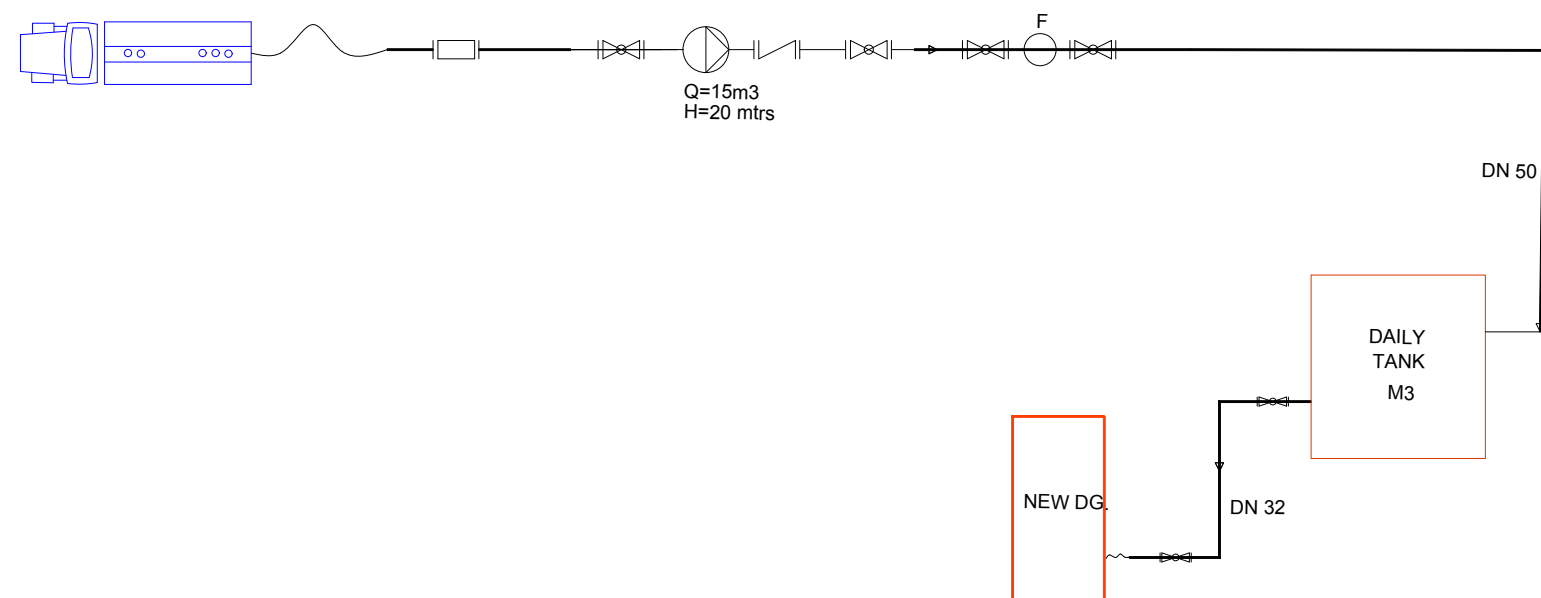 F
Q=15m3
H=20 mtrs
DN 50
DAILY
TANK
M3
NEW DG.
DN 32